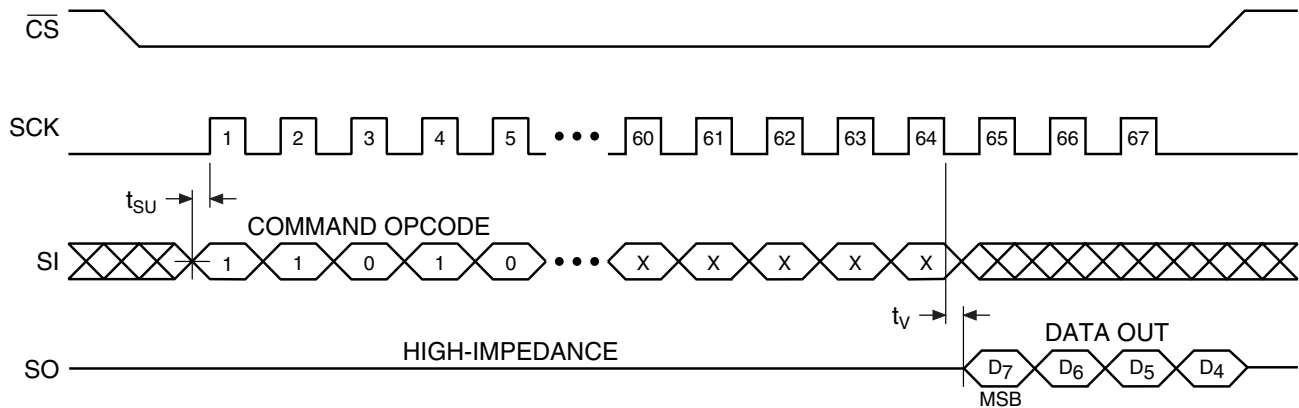 CS
SCK 1 2 3 4 5 ••• 60 61 62 63 64 65 66 67
tSU
COMMAND OPCODE
SI 1 1 0 1 0 ••• X X X X X
tV
DATA OUT
HIGH-IMPEDANCE
SO D7 D6 D5 D4
MSB